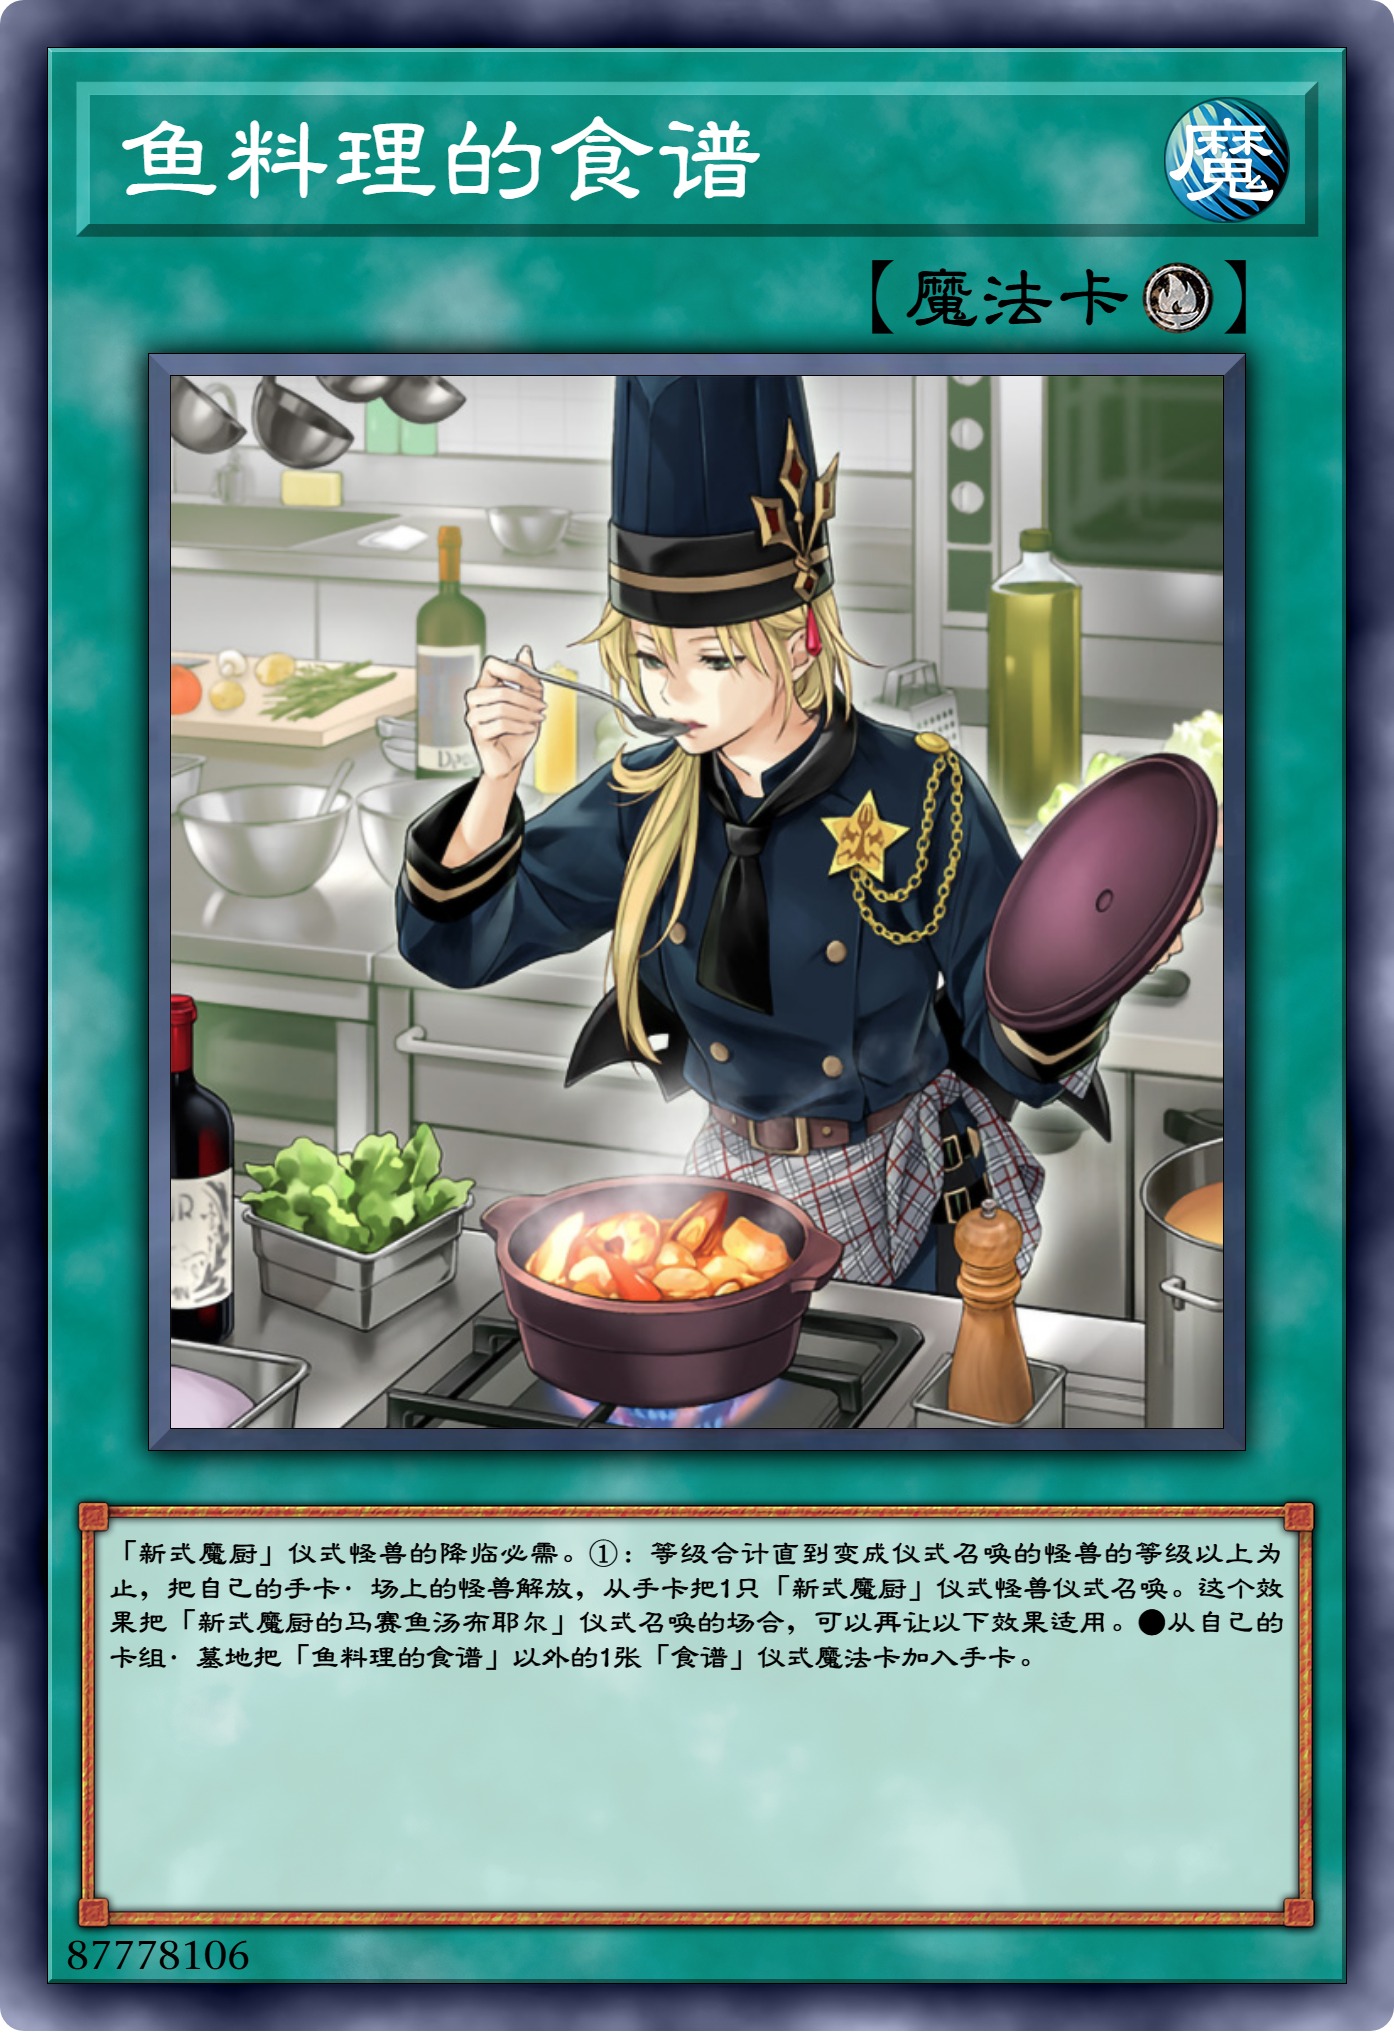 鱼料理的食谱
魔
【魔法卡】
「新式魔厨」仪式怪兽的降临必需。①：等级合计直到变成仪式召唤的怪兽的等级以上为
止，把自己的手卡·场上的怪兽解放，从手卡把1只「新式魔厨」仪式怪兽仪式召唤。这个效
果把「新式魔厨的马赛鱼汤布耶尔」仪式召唤的场合，可以再让以下效果适用。●从自己的
卡组·墓地把「鱼料理的食谱」以外的1张「食谱」仪式魔法卡加入手卡。
87778106